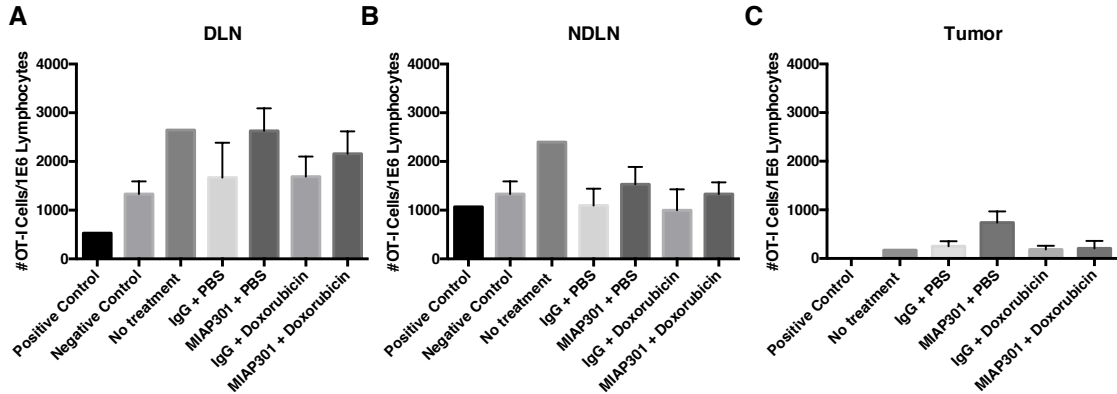 A
DLN
#OT-I Cells/1E6 Lymphocytes
4000
3000
2000
1000
0
Positive Control
Negative Control
No treatment
IgG + PBS
MIAP301 + PBS
IgG + Doxorubicin
MIAP301 + Doxorubicin
B
NDLN
#OT-I Cells/1E6 Lymphocytes
4000
3000
2000
1000
0
Positive Control
Negative Control
No treatment
IgG + PBS
MIAP301 + PBS
IgG + Doxorubicin
MIAP301 + Doxorubicin
C
Tumor
#OT-I Cells/1E6 Lymphocytes
4000
3000
2000
1000
0
Positive Control
No treatment
IgG + PBS
MIAP301 + PBS
IgG + Doxorubicin
MIAP301 + Doxorubicin